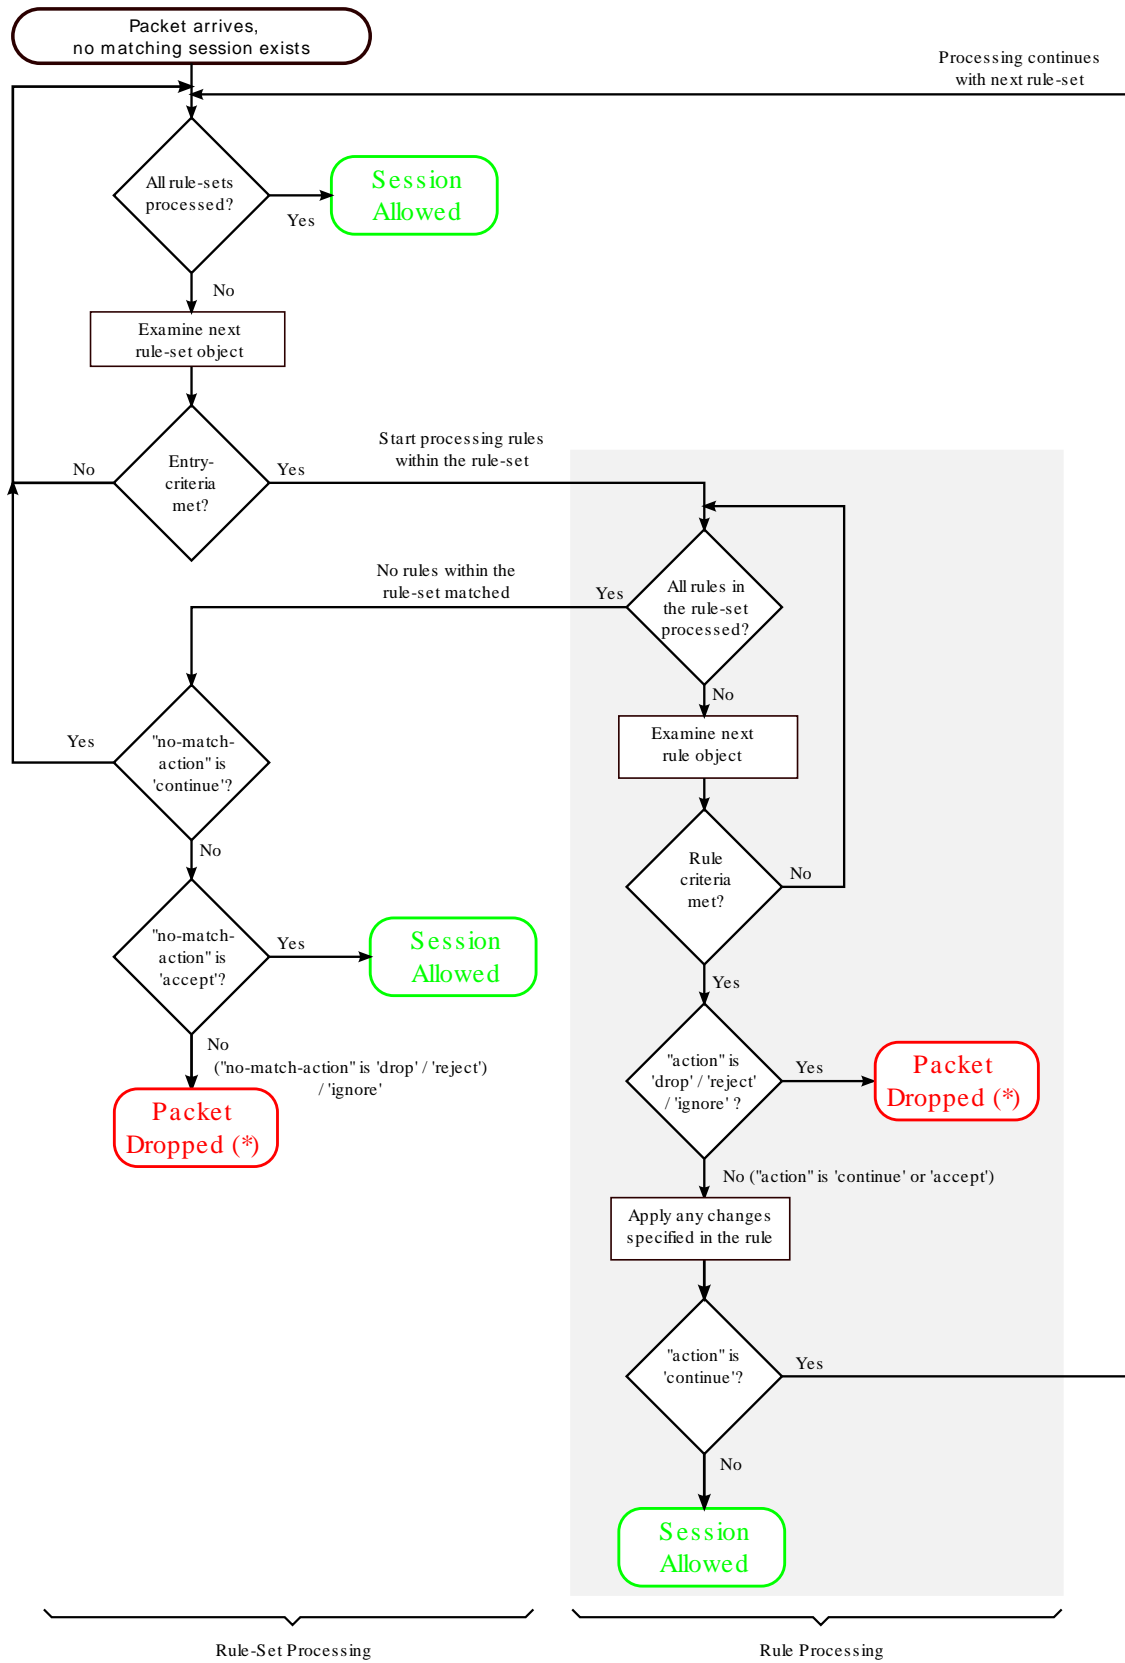 Packet arrives,
no matching session exists
Processing continues
with next rule-set
All rule-sets
processed?
Yes
Session
Allowed
No
Examine next
rule-set object
Entry-
criteria
met?
No
Yes
Start processing rules
within the rule-set
No rules within the
rule-set matched
Yes
All rules in
the rule-set
processed?
No
Examine next
rule object
Rule
criteria
met?
No
Yes
"no-match-
action" is
'continue'?
Yes
No
"no-match-
action" is
'accept'?
Yes
Session
Allowed
No
("no-match-action" is 'drop' / 'reject')
/ 'ignore'
Packet
Dropped (*)
"action" is
'drop' / 'reject'
/ 'ignore' ?
Yes
Packet
Dropped (*)
No ("action" is 'continue' or 'accept')
Apply any changes
specified in the rule
"action" is
'continue'?
Yes
No
Session
Allowed
Rule-Set Processing
Rule Processing